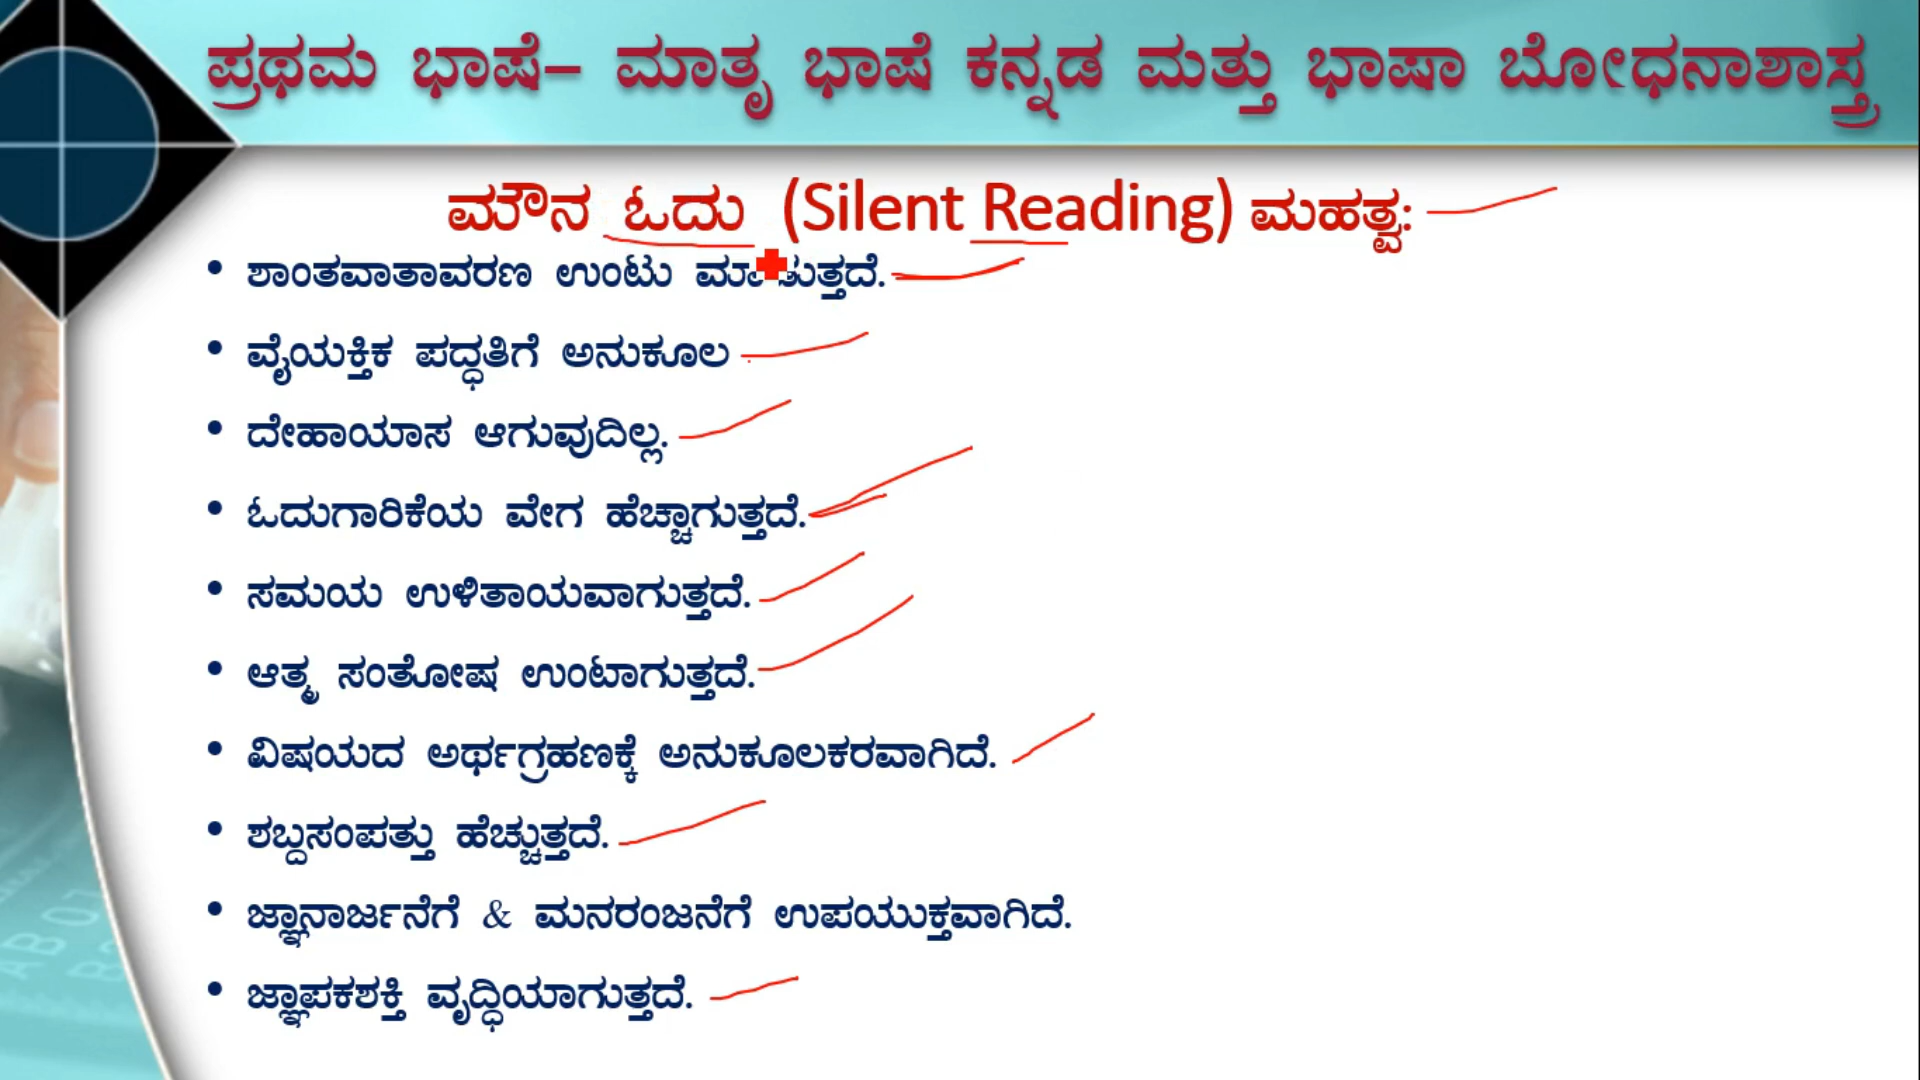 ಪ್ರಥಮ ಭಾಷೆ– ಮಾತೃ ಭಾಷೆ ಕನ್ನಡ ಮತ್ತು ಭಾಷಾ ಬೋಧನಾಶಾಸ್ತ್ರ
ಮೌನ ಓದು (Silent Reading) ಮಹತ್ವ:
• ಶಾಂತವಾತಾವರಣ ಉಂಟು ಮಾಡುತ್ತದೆ.
• ವೈಯಕ್ತಿಕ ಪದ್ಧತಿಗೆ ಅನುಕೂಲ
• ದೇಹಾಯಾಸ ಆಗುವುದಿಲ್ಲ.
• ಓದುಗಾರಿಕೆಯ ವೇಗ ಹೆಚ್ಚಾಗುತ್ತದೆ.
• ಸಮಯ ಉಳಿತಾಯವಾಗುತ್ತದೆ.
• ಆತ್ಮ ಸಂತೋಷ ಉಂಟಾಗುತ್ತದೆ.
• ವಿಷಯದ ಅರ್ಥಗ್ರಹಣಕ್ಕೆ ಅನುಕೂಲಕರವಾಗಿದೆ.
• ಶಬ್ದಸಂಪತ್ತು ಹೆಚ್ಚುತ್ತದೆ.
• ಜ್ಞಾನಾರ್ಜನೆಗೆ & ಮನರಂಜನೆಗೆ ಉಪಯುಕ್ತವಾಗಿದೆ.
• ಜ್ಞಾಪಕಶಕ್ತಿ ವೃದ್ಧಿಯಾಗುತ್ತದೆ.